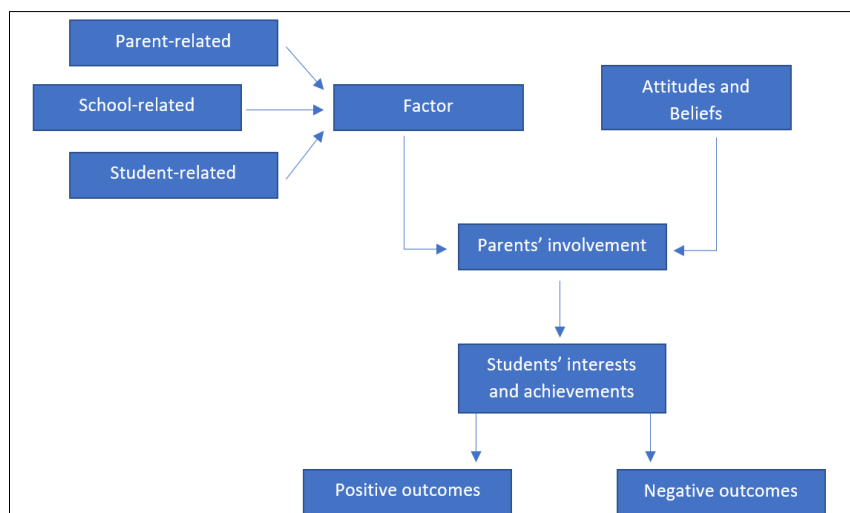 Parent-related
School-related
Student-related
Factor
Attitudes and
Beliefs
Parents’ involvement
Students’ interests
and achievements
Positive outcomes
Negative outcomes